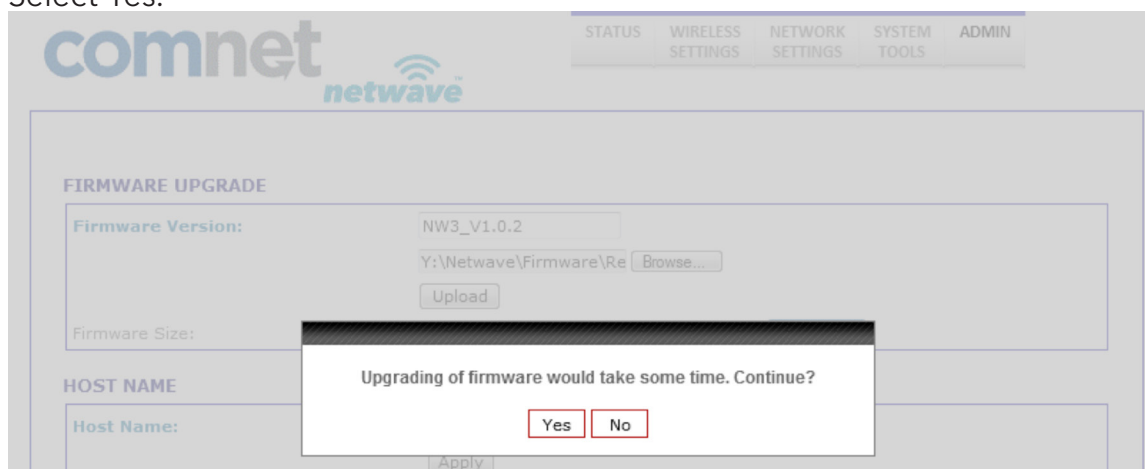 Select Yes.
comnet
netwave™
STATUS WIRELESS SETTINGS NETWORK SETTINGS SYSTEM TOOLS ADMIN
FIRMWARE UPGRADE
Firmware Version: NW3_V1.0.2
Y:\Netwave\Firmware\Re Browse...
Upload
Firmware Size:
Upgrading of firmware would take some time. Continue?
Yes No
HOST NAME
Host Name:
Apply